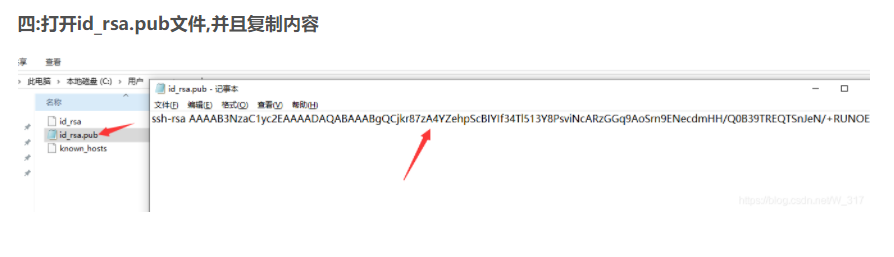 四:打开id_rsa.pub文件,并且复制内容
查看
此电脑 › 本地磁盘 (C:) › 用户
名称
id_rsa
id_rsa.pub
known_hosts
id_rsa.pub - 记事本
文件(F) 编辑(E) 格式(O) 查看(V) 帮助(H)
ssh-rsa AAAAB3NzaC1yc2EAAAADAQABAAABgQCjkr87zA4YZehpScBIYIf34Tl513Y8PsviNcARzGGq9AoSrn9ENecdmHH/Q0B39TREQTSnJeN/+RUNOE
https://blog.csdn.net/W_317